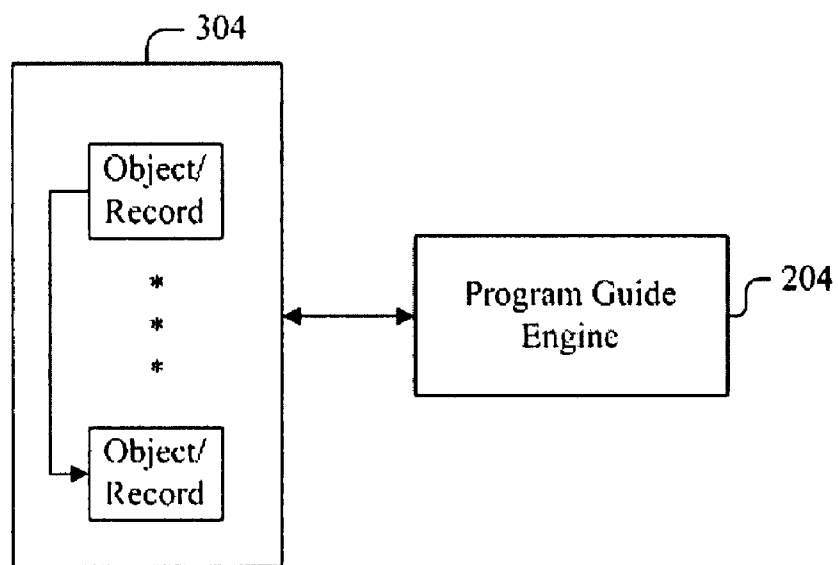 304
Object/
Record
*
*
*
Object/
Record
Program Guide
Engine
204